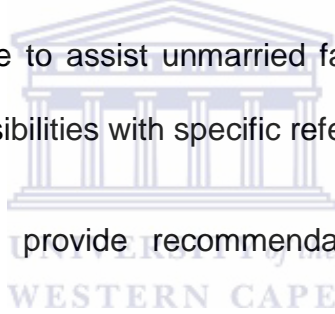 e to assist unmarried fa
sibilities with specific refe
provide recommenda
UNIVERSITY of the
WESTERN CAPE